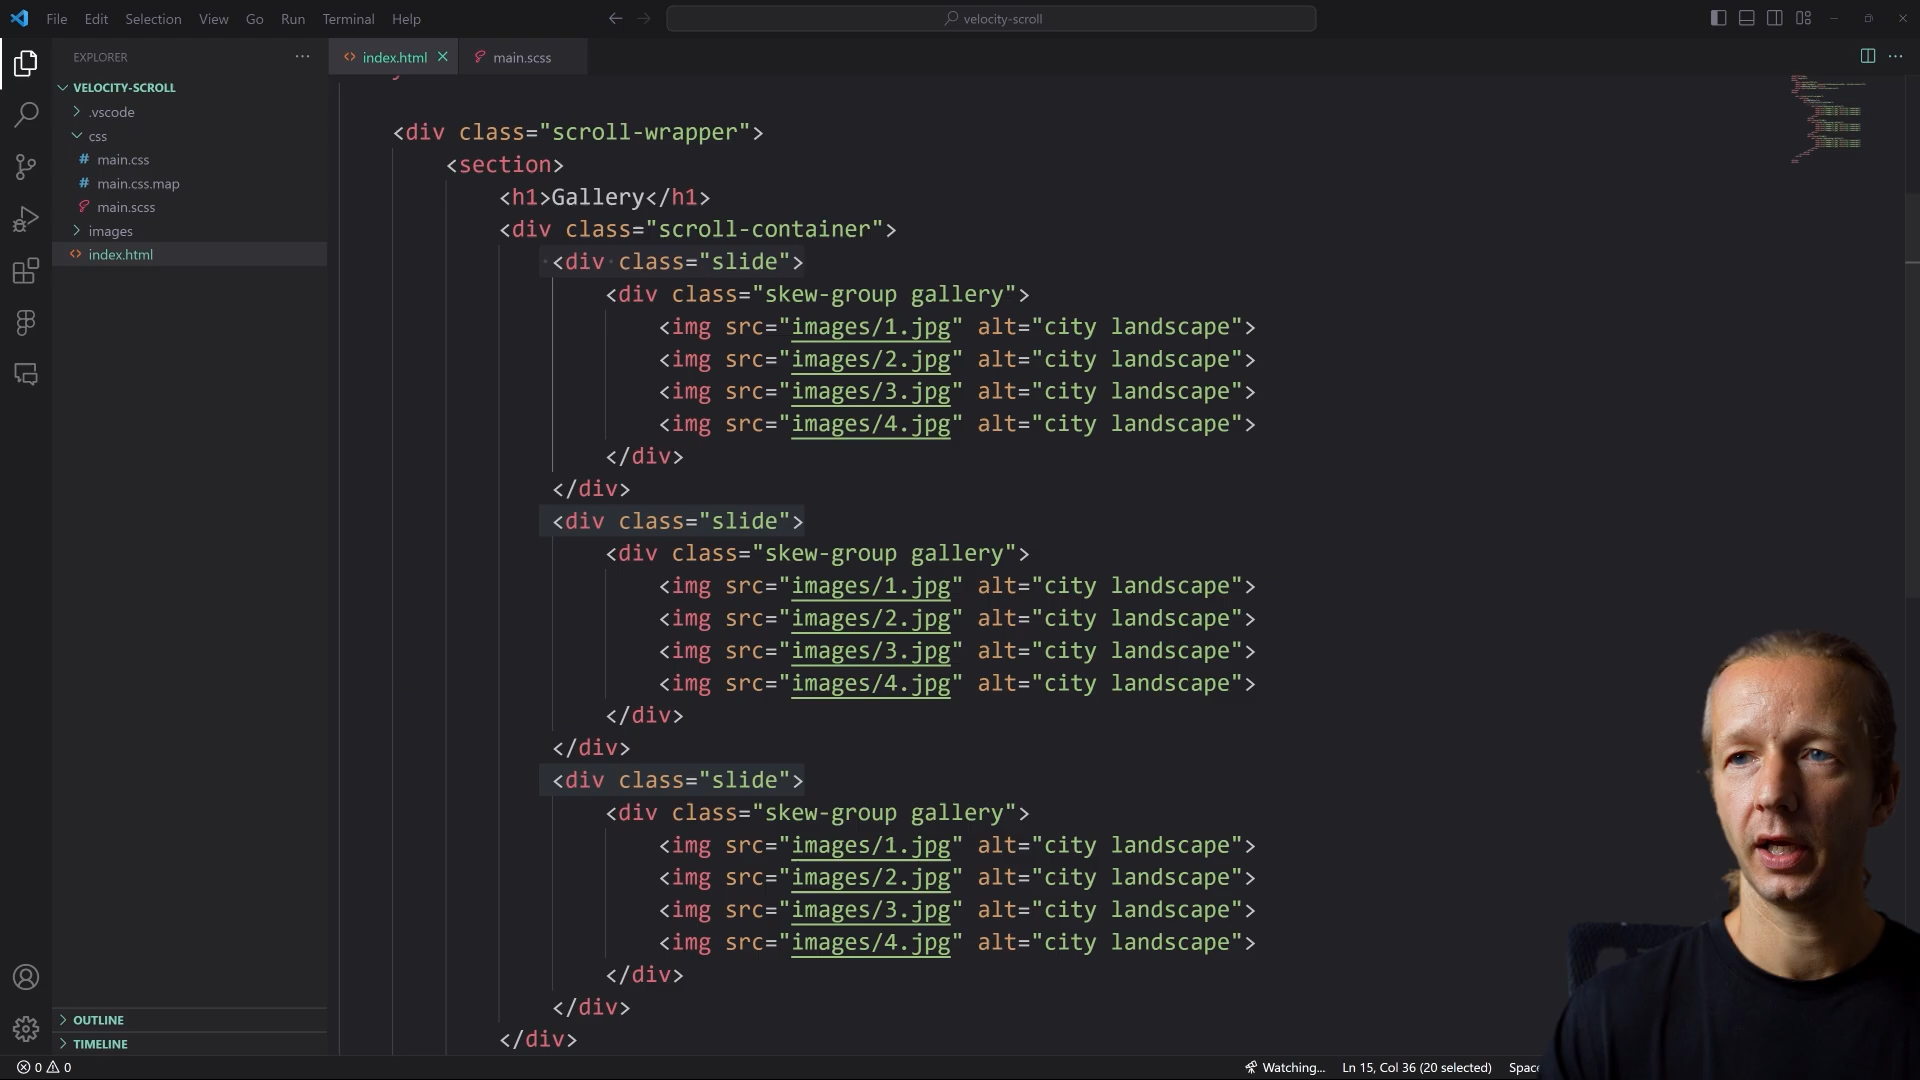 File Edit Selection View Go Run Terminal Help
velocity-scroll
EXPLORER
index.html
main.scss
VELOCITY-SCROLL
.vscode
css
main.css
main.css.map
main.scss
images
index.html
<div class="scroll-wrapper">
<section>
<h1>Gallery</h1>
<div class="scroll-container">
<div class="slide">
<div class="skew-group gallery">
<img src="images/1.jpg" alt="city landscape">
<img src="images/2.jpg" alt="city landscape">
<img src="images/3.jpg" alt="city landscape">
<img src="images/4.jpg" alt="city landscape">
</div>
</div>
<div class="slide">
<div class="skew-group gallery">
<img src="images/1.jpg" alt="city landscape">
<img src="images/2.jpg" alt="city landscape">
<img src="images/3.jpg" alt="city landscape">
<img src="images/4.jpg" alt="city landscape">
</div>
</div>
<div class="slide">
<div class="skew-group gallery">
<img src="images/1.jpg" alt="city landscape">
<img src="images/2.jpg" alt="city landscape">
<img src="images/3.jpg" alt="city landscape">
<img src="images/4.jpg" alt="city landscape">
</div>
</div>
</div>
OUTLINE
TIMELINE
0 0
Watching... Ln 15, Col 36 (20 selected)